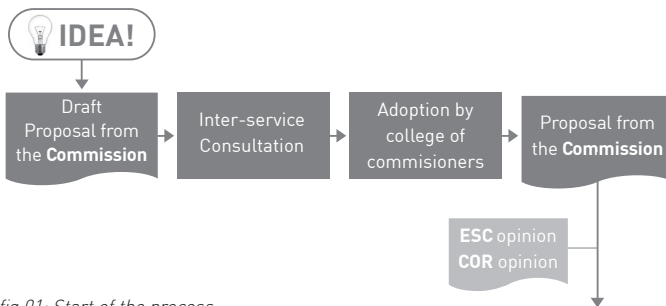 IDEA!
Draft
Proposal from
the Commission
Inter-service
Consultation
Adoption by
college of
commisioners
Proposal from
the Commission
ESC opinion
COR opinion
fig 01: Start of the process